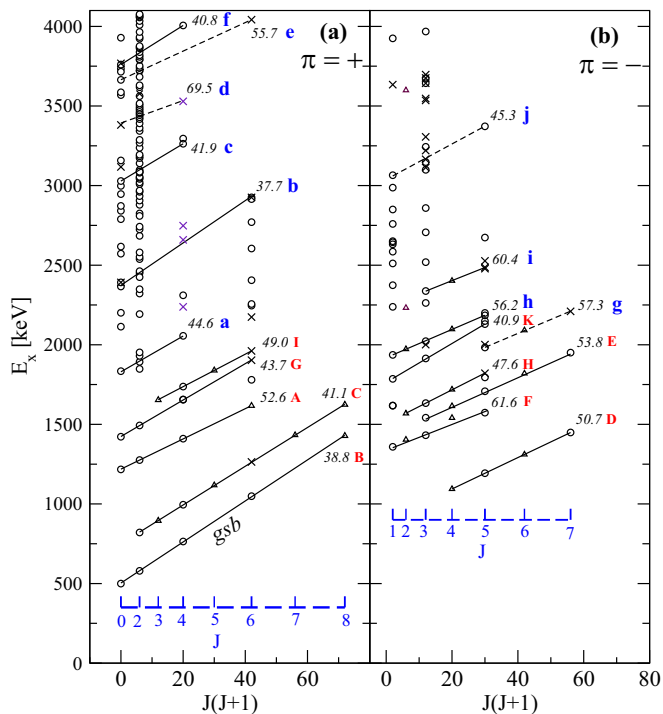 4000
3500
3000
2500
2000
1500
1000
500
0
E_x [keV]
(a)
π = +
40.8 f
55.7 e
69.5 d
41.9 c
37.7 b
44.6 a
49.0 I
43.7 G
52.6 A
41.1 C
38.8 B
gsb
0 2 3 4 5 6 7 8
J
0 20 40 60
J(J+1)
(b)
π = −
45.3 j
60.4 i
56.2 h
40.9 K
57.3 g
47.6 H
53.8 E
61.6 F
50.7 D
1 2 3 4 5 6 7
J
0 20 40 60 80
J(J+1)